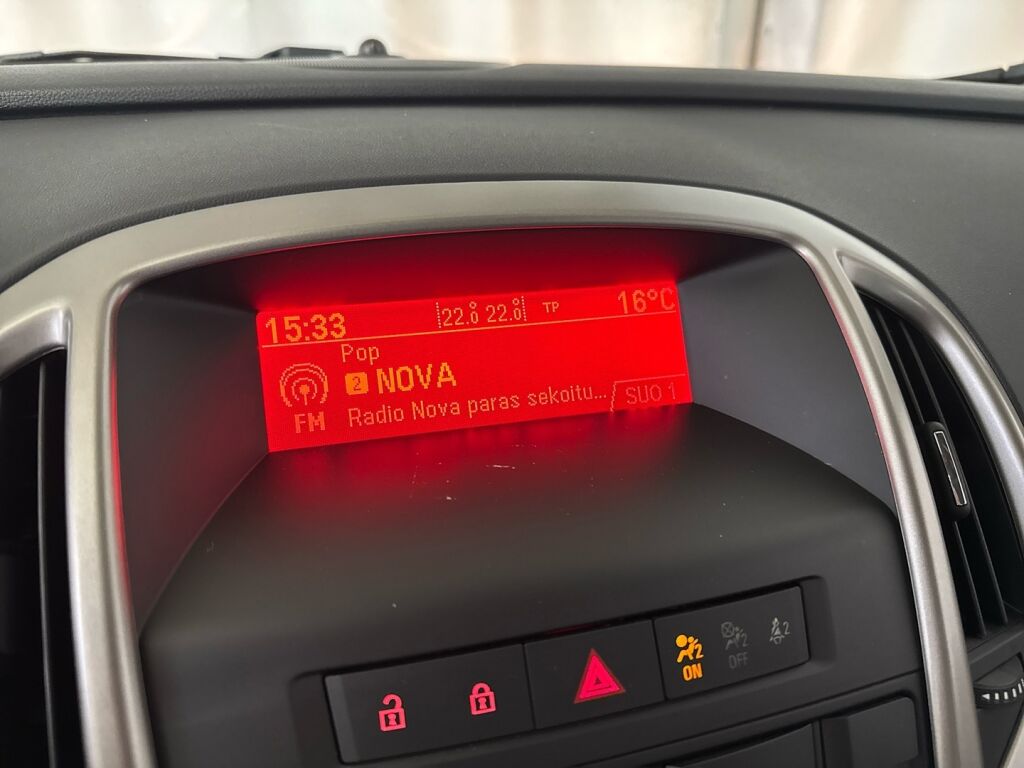 15:33 22.0 22.0 TP 16°C
Pop
2 NOVA
FM Radio Nova paras sekoitu... SUO 1
2 ON 2 OFF 2